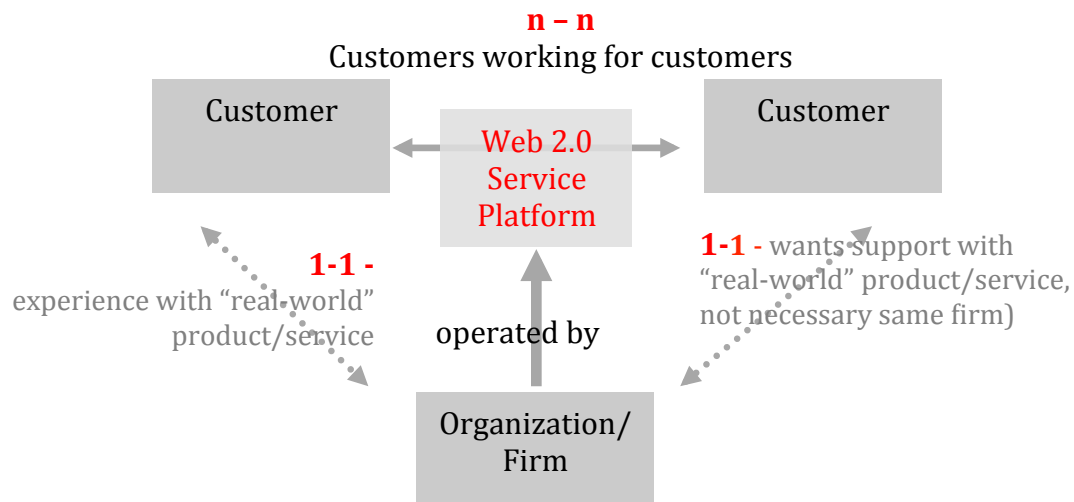 n – n
Customers working for customers
Customer
Customer
Web 2.0
Service
Platform
1-1 -
experience with “real-world”
product/service
1-1 - wants support with
“real-world” product/service,
not necessary same firm)
operated by
Organization/
Firm